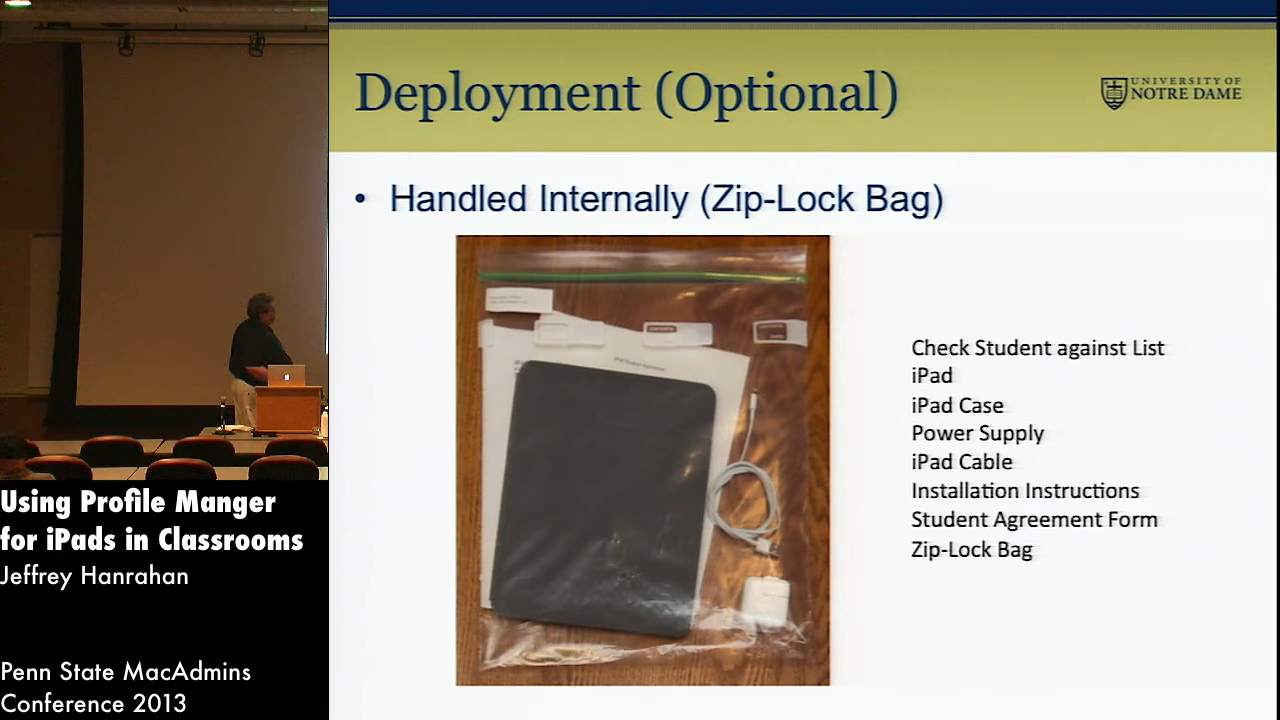 Deployment (Optional)
UNIVERSITY OF
NOTRE DAME
• Handled Internally (Zip-Lock Bag)
Check Student against List
iPad
iPad Case
Power Supply
iPad Cable
Installation Instructions
Student Agreement Form
Zip-Lock Bag
Using Profile Manger
for iPads in Classrooms
Jeffrey Hanrahan
Penn State MacAdmins
Conference 2013